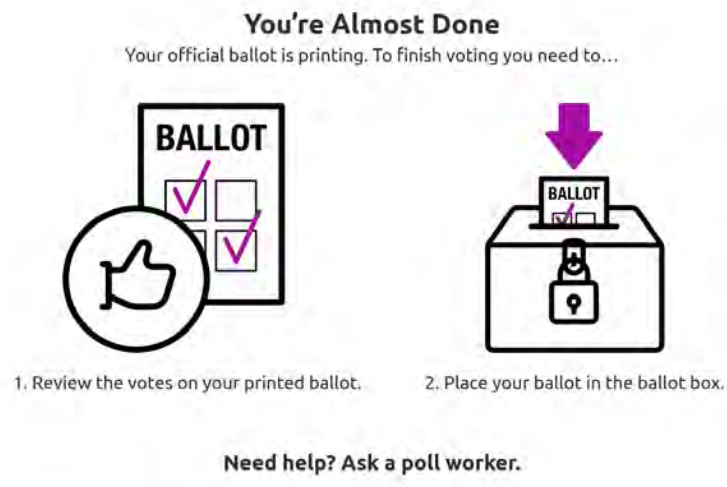 You're Almost Done
Your official ballot is printing. To finish voting you need to...
BALLOT
BALLOT
1. Review the votes on your printed ballot.
2. Place your ballot in the ballot box.
Need help? Ask a poll worker.